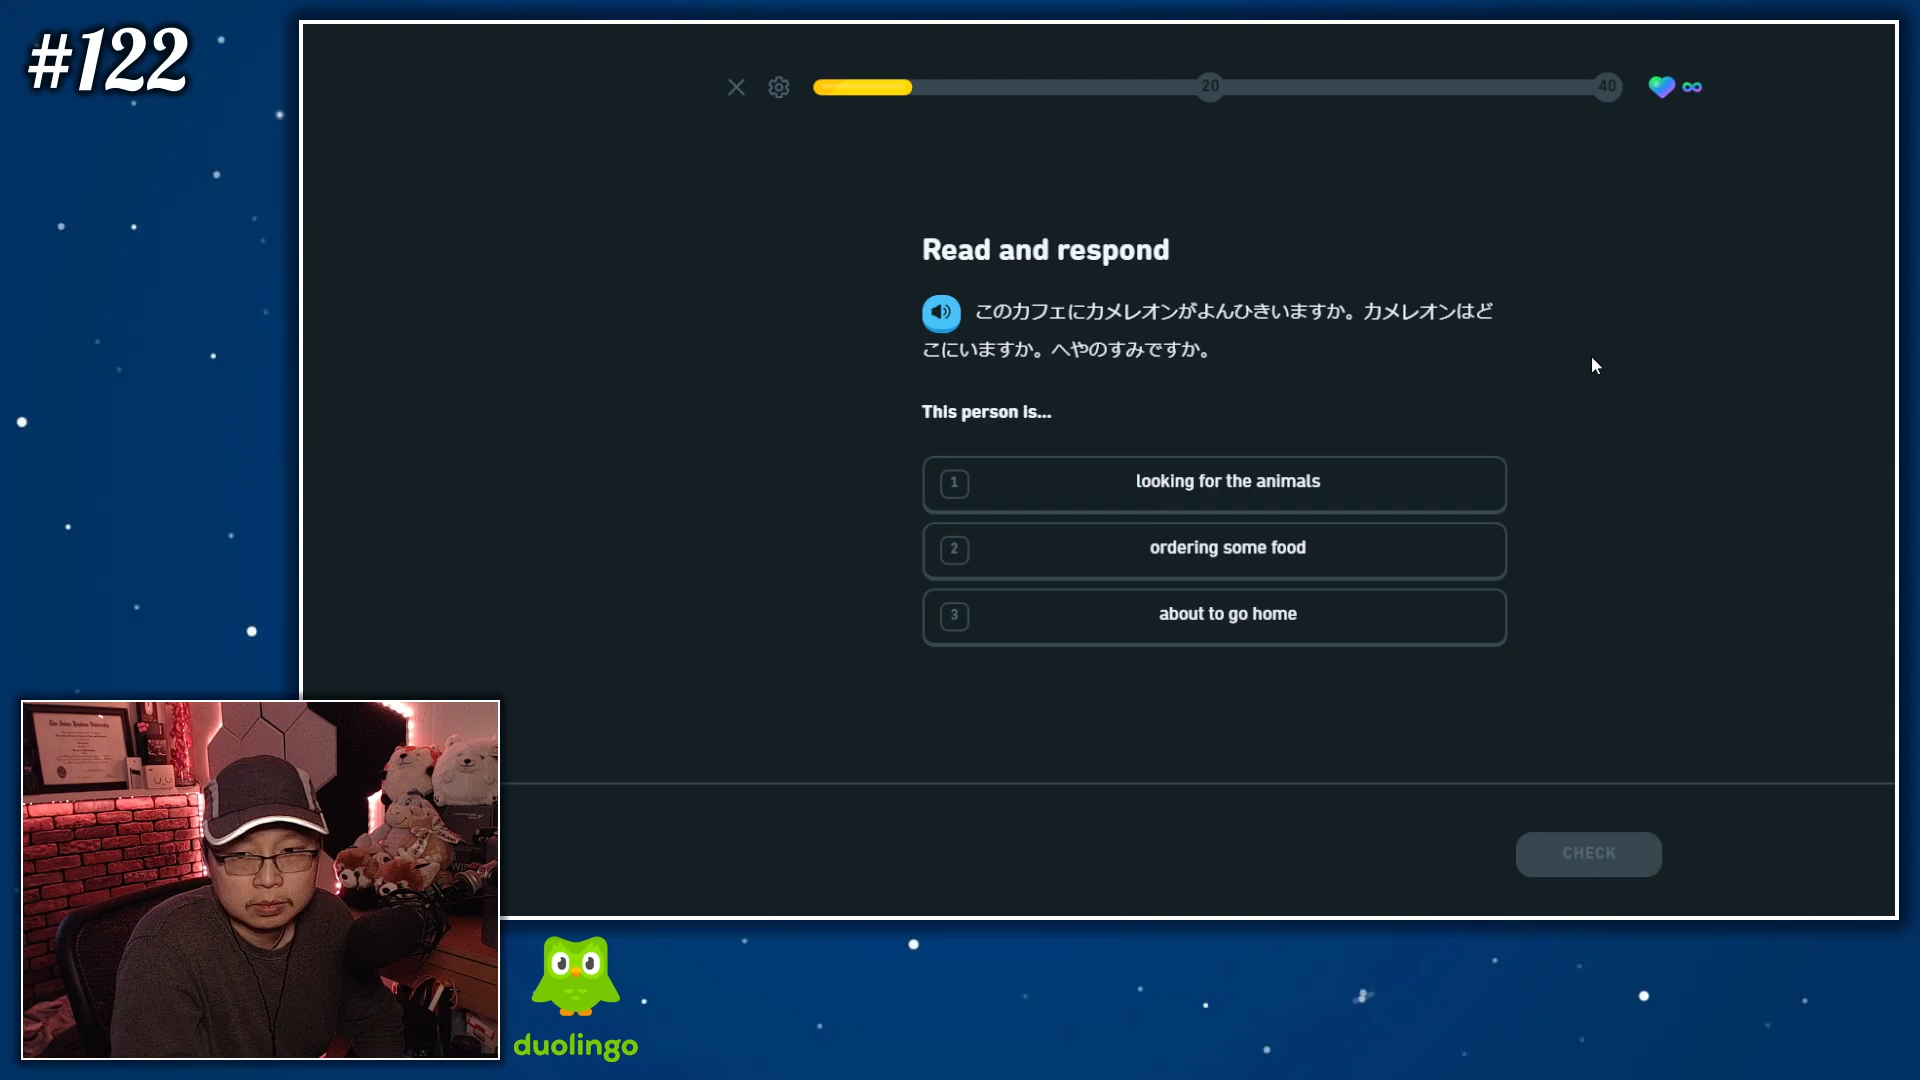 #122
20
40
Read and respond
このカフェにカメレオンがよんひきいますか。カメレオンはど
こにいますか。へやのすみですか。
This person is...
1
looking for the animals
2
ordering some food
3
about to go home
CHECK
duolingo